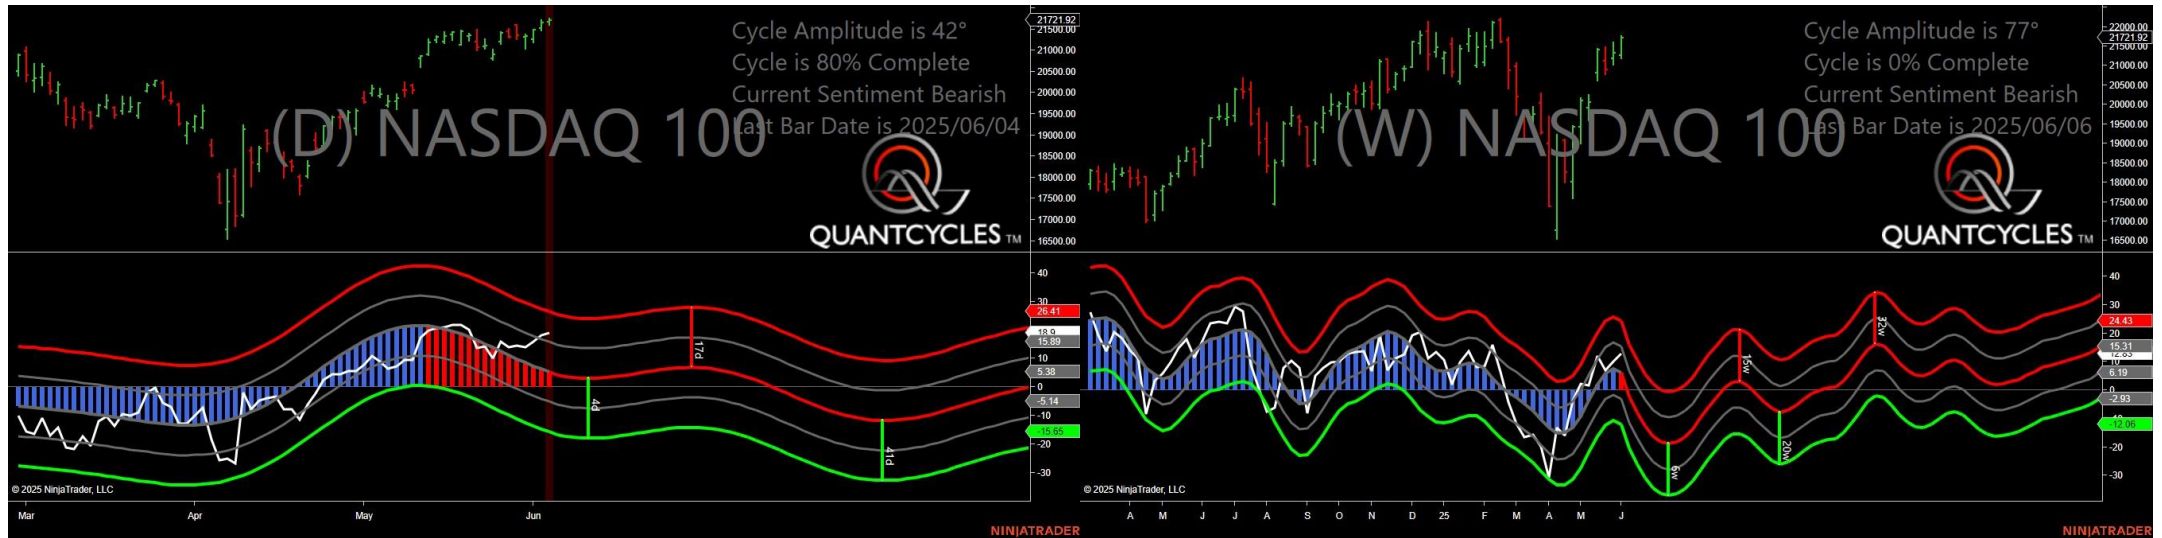 Cycle Amplitude is 42°
Cycle is 80% Complete
Current Sentiment Bearish
Last Bar Date is 2025/06/04
(D) NASDAQ 100
QUANTCYCLES TM
21721.92
21500.00
21000.00
20500.00
20000.00
19500.00
19000.00
18500.00
18000.00
17500.00
17000.00
16500.00
40
30
26.41
18.9
15.89
10
5.38
0
-5.14
-10
-15.65
-20
-30
17d
4d
41d
© 2025 NinjaTrader, LLC
Mar
Apr
May
Jun
NINJATRADER
Cycle Amplitude is 77°
Cycle is 0% Complete
Current Sentiment Bearish
Last Bar Date is 2025/06/06
(W) NASDAQ 100
QUANTCYCLES TM
22000.00
21721.92
21500.00
21000.00
20500.00
20000.00
19500.00
19000.00
18500.00
18000.00
17500.00
17000.00
16500.00
40
30
24.43
20
15.31
12.83
10
6.19
0
-2.93
-12.06
-20
-30
15w
32w
6w
20w
© 2025 NinjaTrader, LLC
A M J J A S O N D 25 F M A M J
NINJATRADER